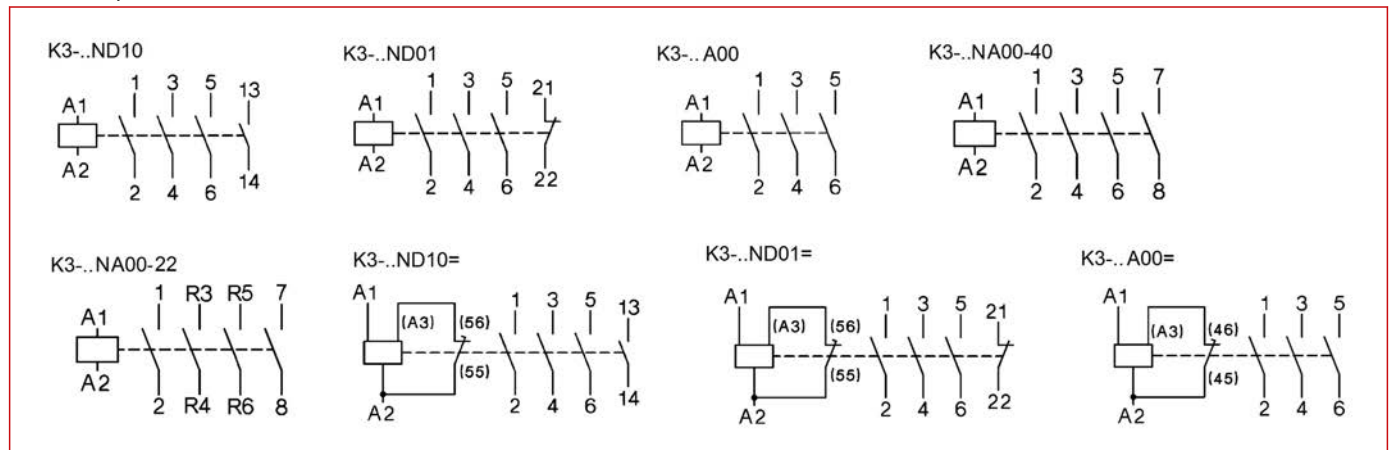 K3-..ND10
K3-..ND01
K3-.. A00
K3-..NA00-40
1 3 5 13
A1
A2
2 4 6 14
1 3 5 21
A1
A2
2 4 6 22
1 3 5
A1
A2
2 4 6
1 3 5 7
A1
A2
2 4 6 8
K3-..NA00-22
K3-..ND10=
K3-..ND01=
K3-.. A00=
1 R3 R5 7
A1
A2
2 R4 R6 8
A1 1 3 5 13
(A3) (56)
(55)
A2 2 4 6 14
A1 1 3 5 21
(A3) (56)
(55)
A2 2 4 6 22
A1 1 3 5
(A3) (46)
(45)
A2 2 4 6